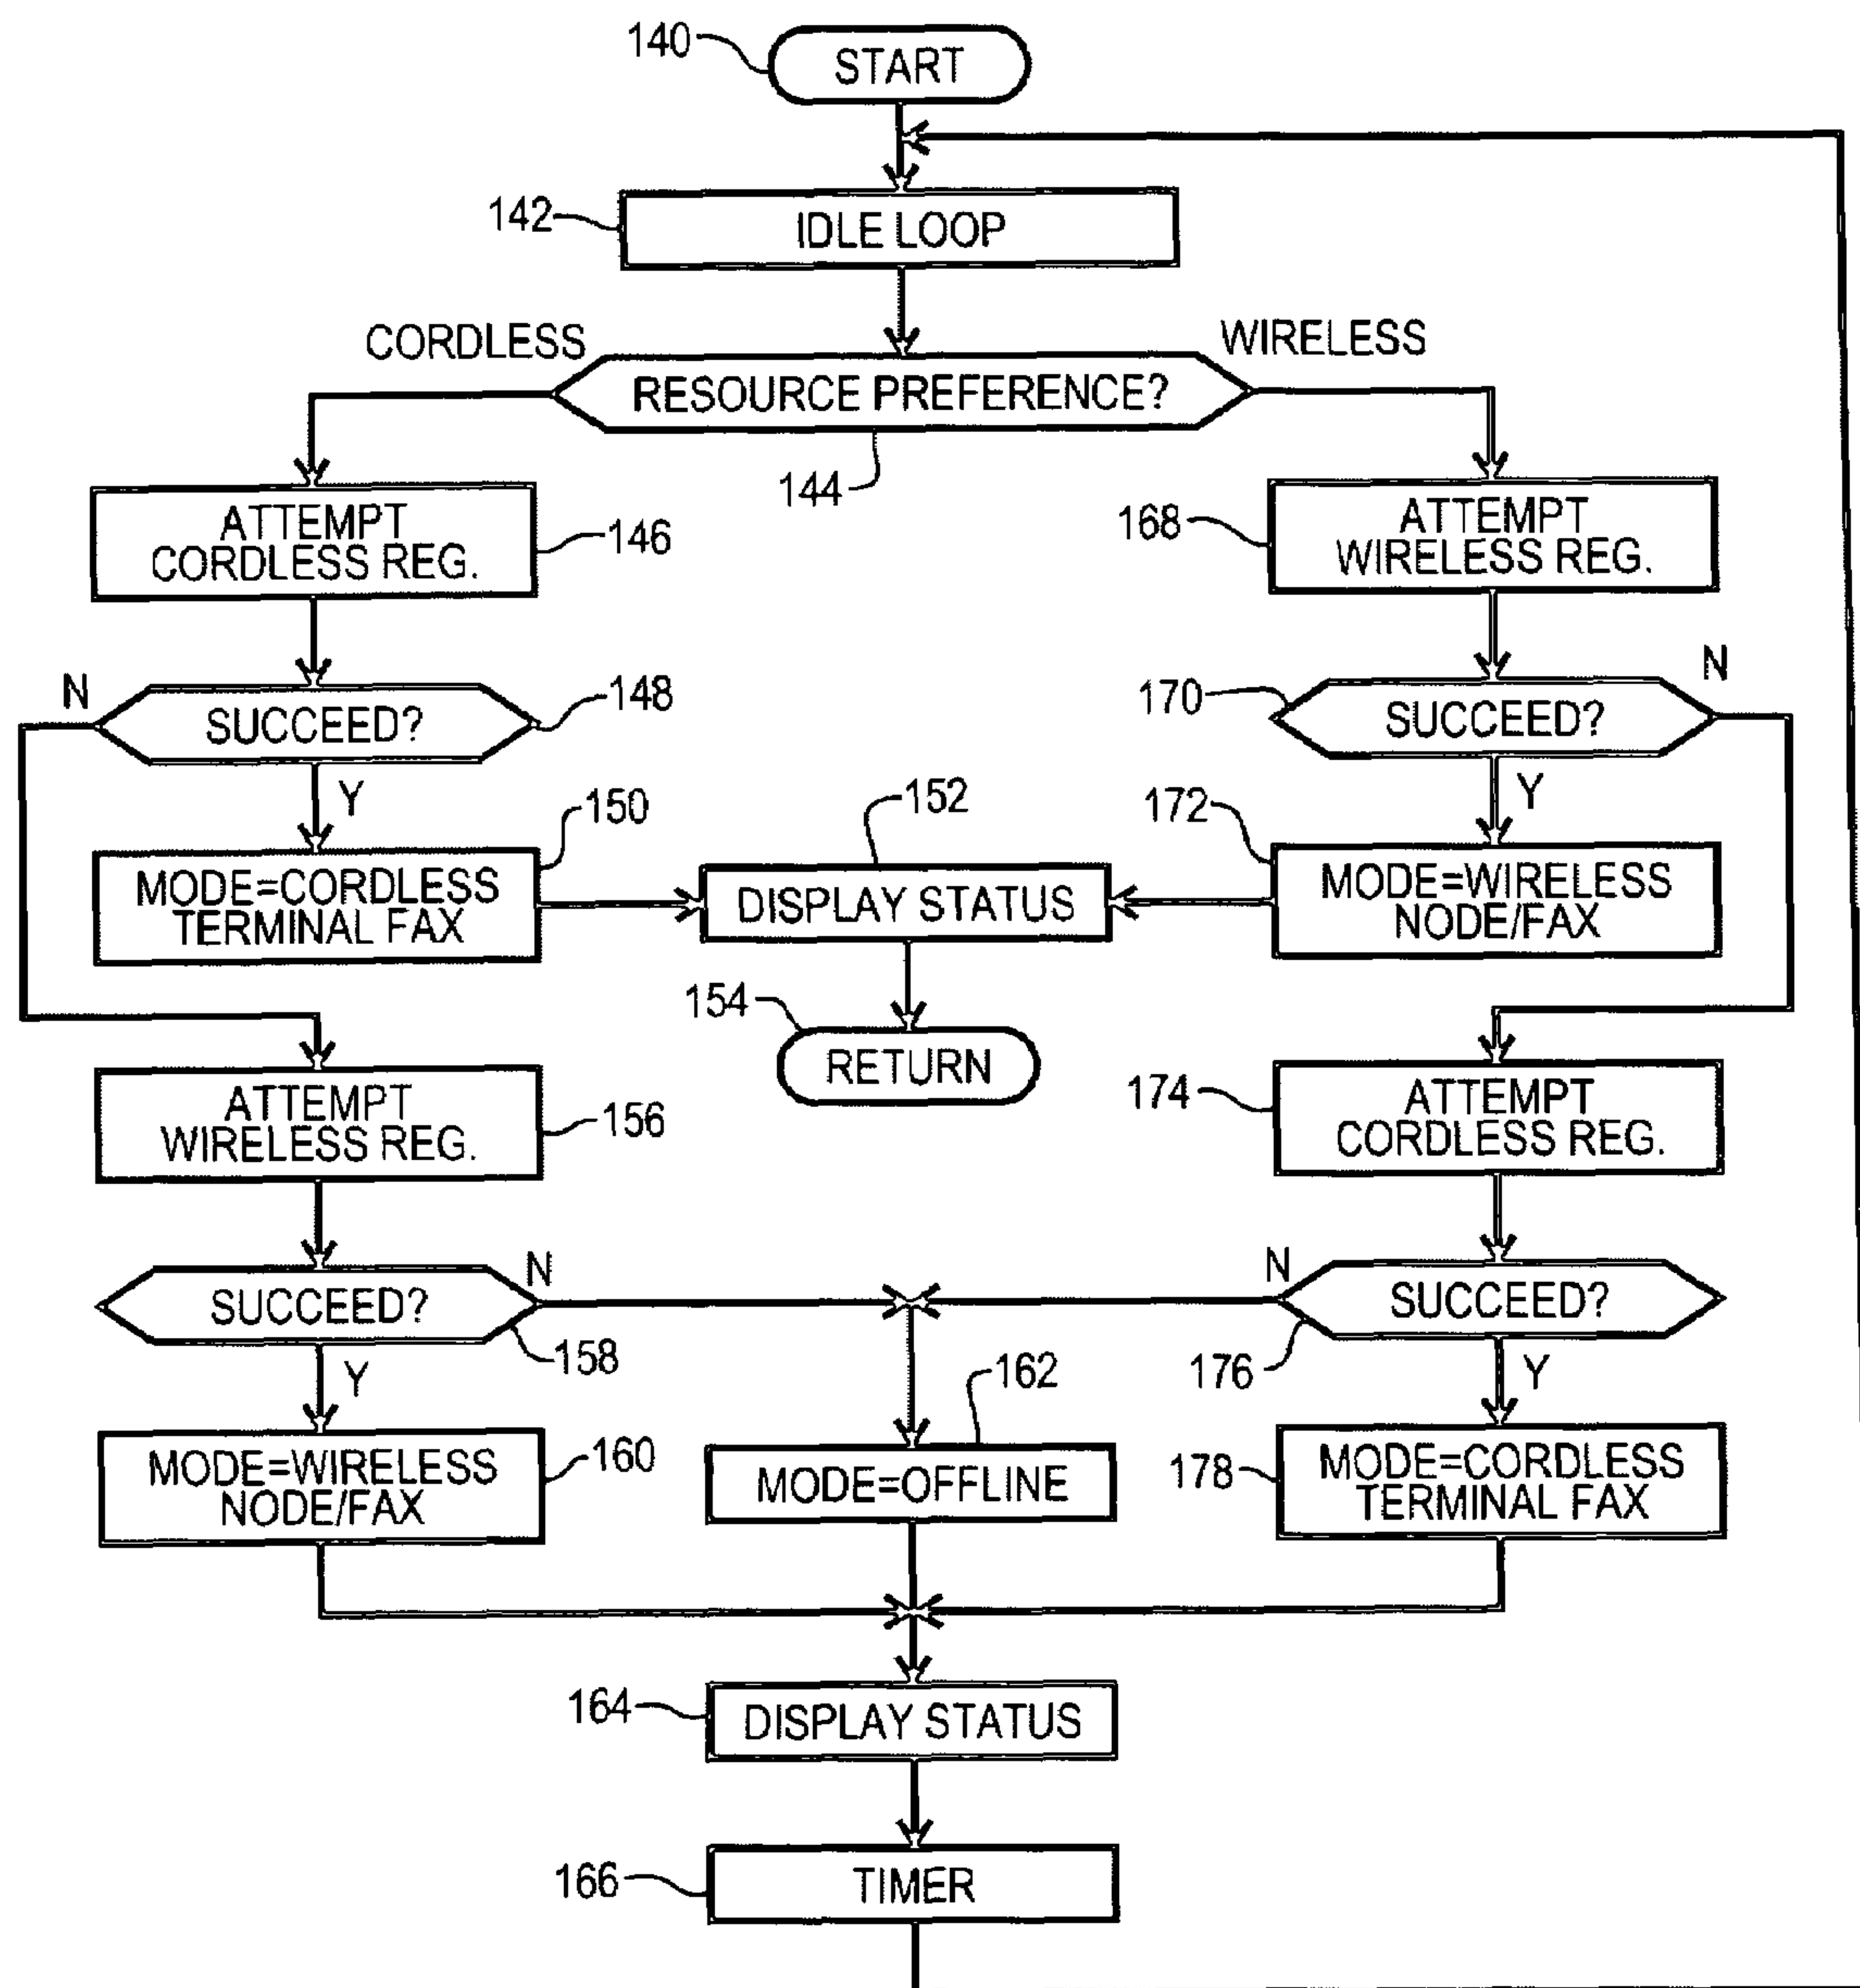 140
START
142
IDLE LOOP
CORDLESS
WIRELESS
RESOURCE PREFERENCE?
144
ATTEMPT
CORDLESS REG.
146
168
ATTEMPT
WIRELESS REG.
N
SUCCEED?
148
170
SUCCEED?
N
Y
Y
150
152
172
MODE=CORDLESS
TERMINAL FAX
DISPLAY STATUS
MODE=WIRELESS
NODE/FAX
154
RETURN
ATTEMPT
WIRELESS REG.
156
174
ATTEMPT
CORDLESS REG.
SUCCEED?
N
158
N
SUCCEED?
176
Y
Y
162
MODE=WIRELESS
NODE/FAX
160
MODE=OFFLINE
178
MODE=CORDLESS
TERMINAL FAX
164
DISPLAY STATUS
166
TIMER